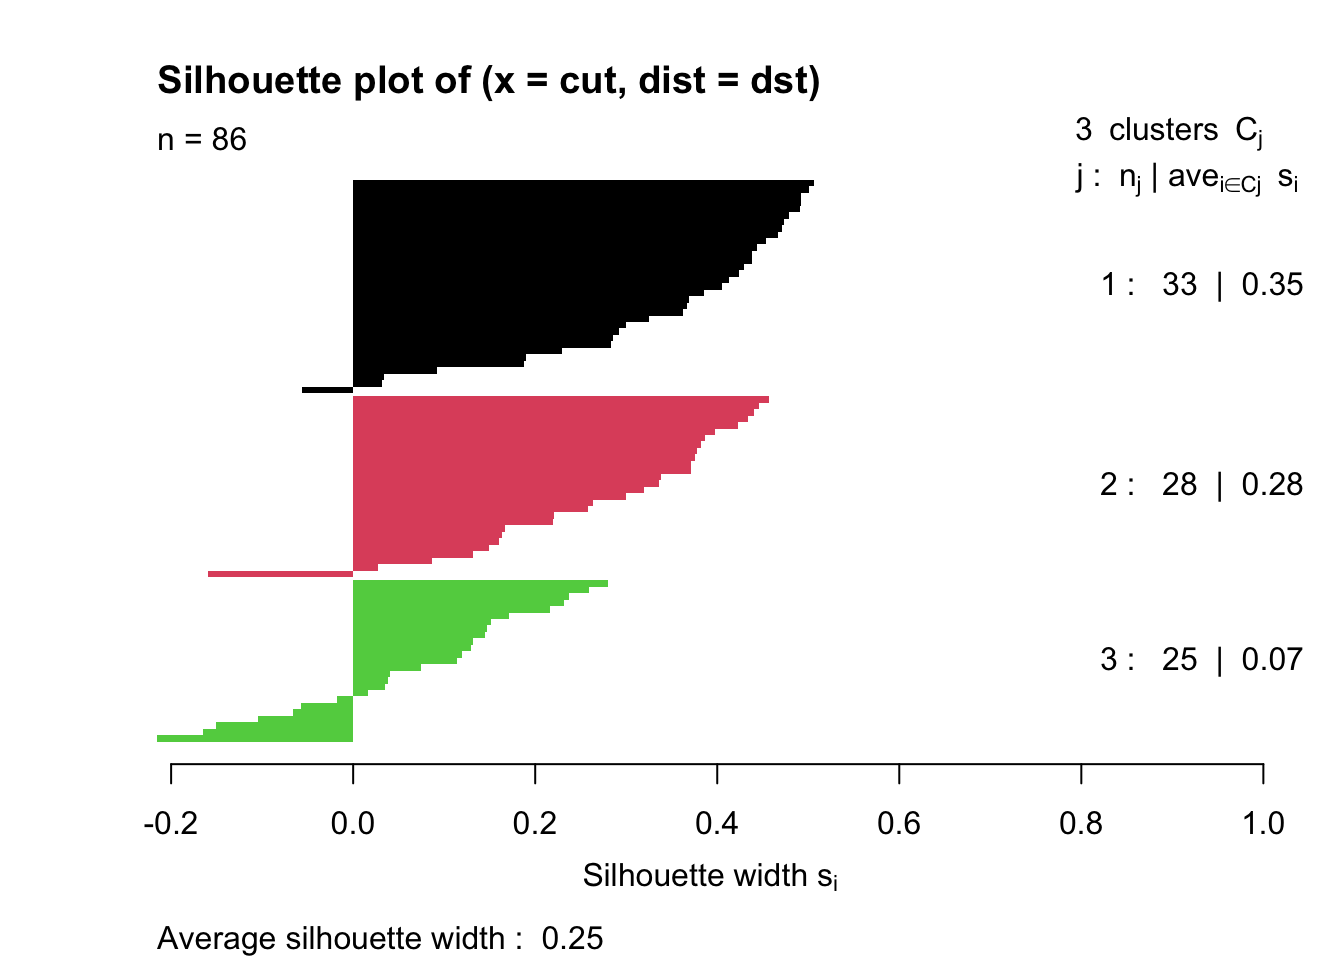 Silhouette plot of (x = cut, dist = dst)
n = 86
3 clusters Cj
j : nj | avei∈Cj si
1 : 33 | 0.35
2 : 28 | 0.28
3 : 25 | 0.07
-0.2 0.0 0.2 0.4 0.6 0.8 1.0
Silhouette width si
Average silhouette width : 0.25